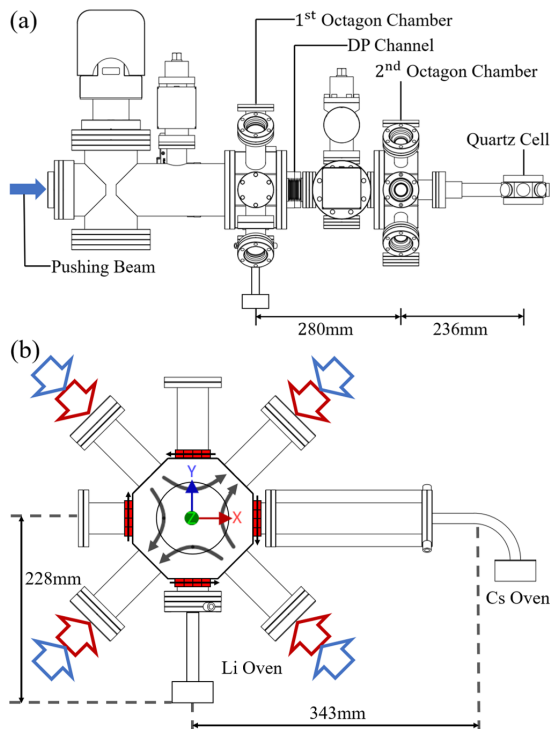 (a)
1st Octagon Chamber
DP Channel
2nd Octagon Chamber
Quartz Cell
Pushing Beam
280mm
236mm
(b)
Y
Z
X
228mm
Cs Oven
Li Oven
343mm